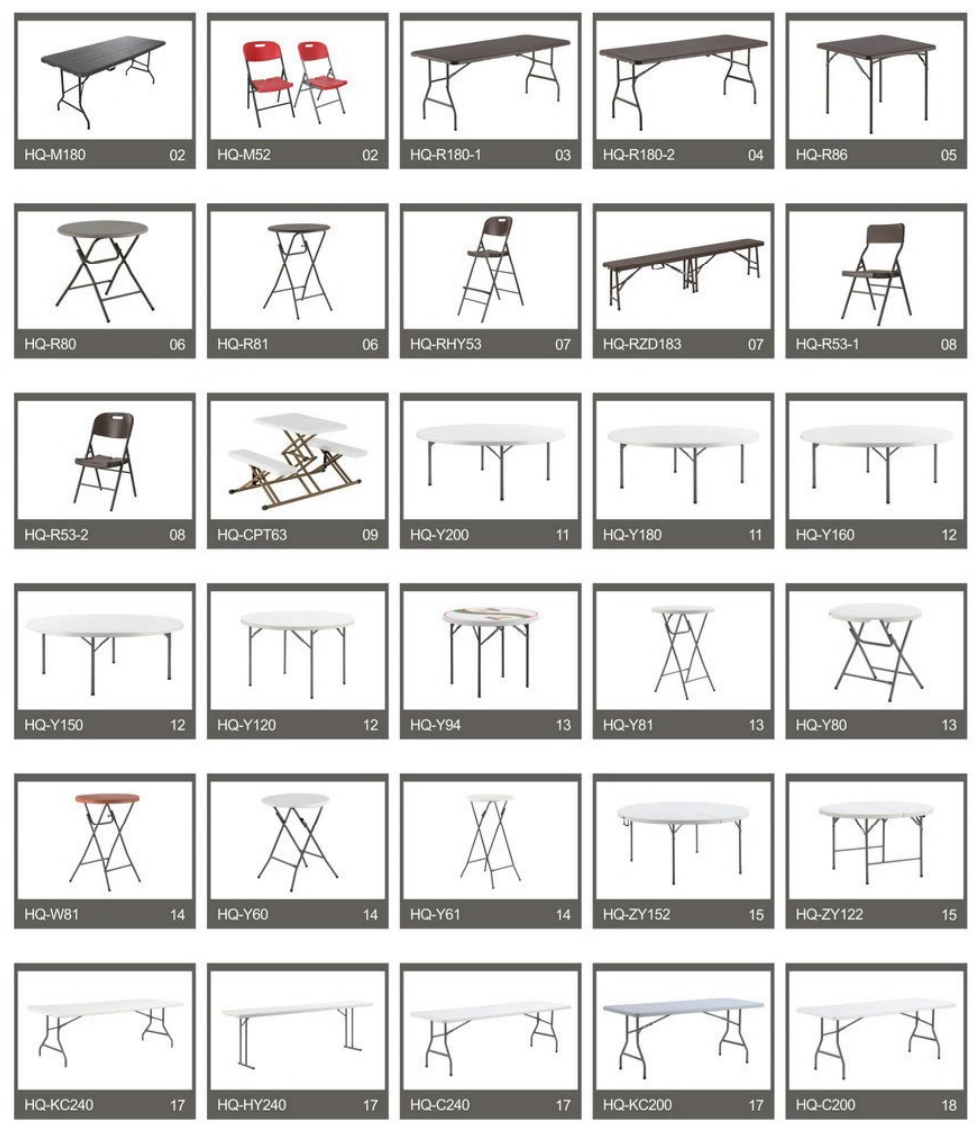 HQ-M180 02
HQ-M52 02
HQ-R180-1 03
HQ-R180-2 04
HQ-R86 05
HQ-R80 06
HQ-R81 06
HQ-RHY53 07
HQ-RZD183 07
HQ-R53-1 08
HQ-R53-2 08
HQ-CPT63 09
HQ-Y200 11
HQ-Y180 11
HQ-Y160 12
HQ-Y150 12
HQ-Y120 12
HQ-Y94 13
HQ-Y81 13
HQ-Y80 13
HQ-W81 14
HQ-Y60 14
HQ-Y61 14
HQ-ZY152 15
HQ-ZY122 15
HQ-KC240 17
HQ-HY240 17
HQ-C240 17
HQ-KC200 17
HQ-C200 18